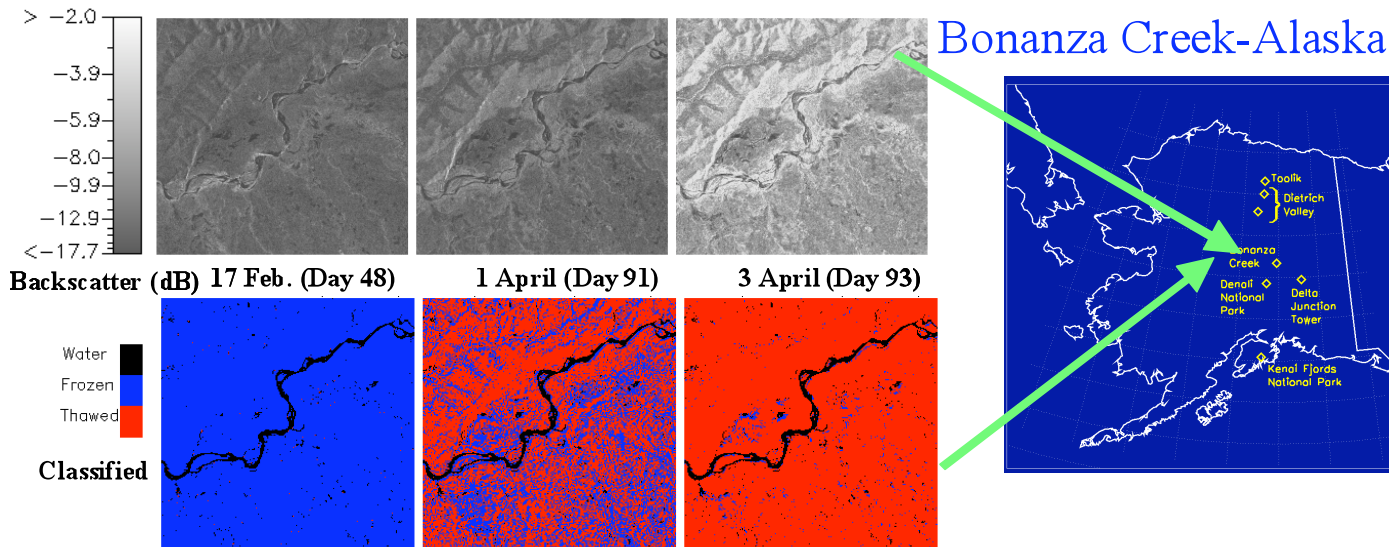 Bonanza Creek-Alaska
> -2.0
-3.9
-5.9
-8.0
-9.9
-12.9
<-17.7
Backscatter (dB)
17 Feb. (Day 48)
1 April (Day 91)
3 April (Day 93)
Water
Frozen
Thawed
Classified
Toolik
Dietrich
Valley
Bonanza
Creek
Denali
National
Park
Delta
Junction
Tower
Kenai Fjords
National Park